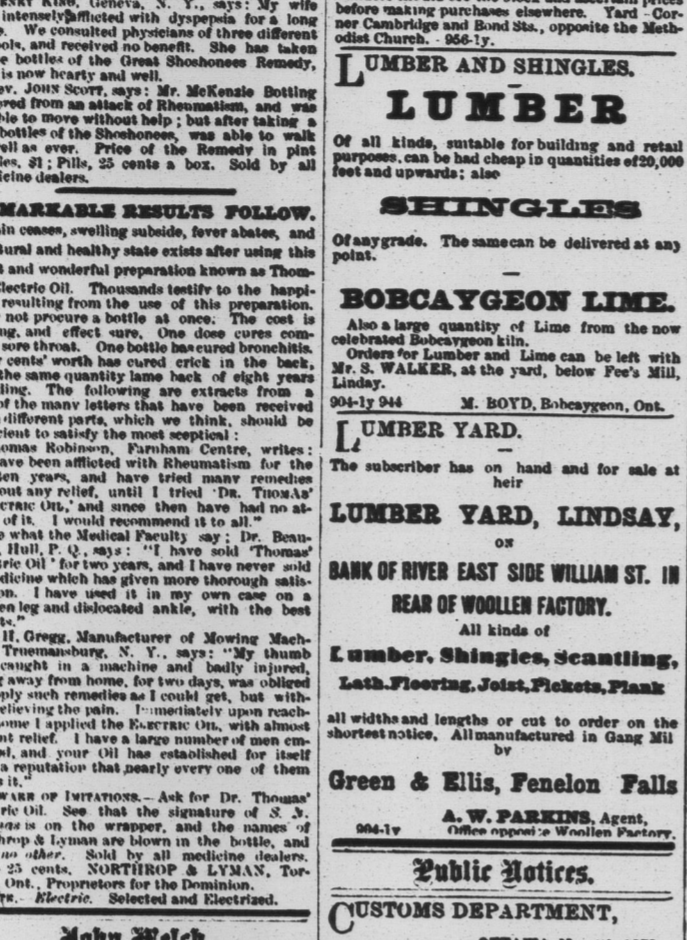 Geneva, N. Y., says: My wife
intensely afflicted with dyspepsia for a long
We consulted physicians of three different
ols, and received no benefit. She has taken
e bottles of the Great Shoshonees Remedy,
is now hearty and well.
ev. JOHN SCOTT, says: Mr. McKenzie Botting
ered from an attack of Rheumatism, and was
ble to move without help; but after taking a
bottles of the Shoshonees, was able to walk
ell as ever. Price of the Remedy in pint
les, $1; Pills, 25 cents a box. Sold by all
icine dealers.
MARKABLE RESULTS FOLLOW.
in ceases, swelling subside, fever abates, and
tural and healthy state exists after using this
t and wonderful preparation known as Thom-
lectric Oil. Thousands testify to the happi-
resulting from the use of this preparation.
not procure a bottle at once. The cost is
ng, and effect sure. One dose cures com-
sore throat. One bottle has cured bronchitis.
cents' worth has cured crick in the back,
the same quantity lame back of eight years
ling. The following are extracts from a
of the many letters that have been received
different parts, which we think, should be
cient to satisfy the most sceptical:
omas Robinson, Farnham Centre, writes:
ave been afflicted with Rheumatism for the
ten years, and have tried many remedies
out any relief, until I tried 'DR. THOMAS'
CTRIC OIL,' and since then have had no at-
of it. I would recommend it to all."
e what the Medical Faculty say; Dr. Beau-
Hull, P. Q., says: "I have sold 'Thomas'
tric Oil' for two years, and I have never sold
dicine which has given more thorough satis-
on. I have used it in my own case on a
en leg and dislocated ankle, with the best
ts."
H. Gregg, Manufacturer of Mowing Mach-
Truemansburg, N. Y., says: "My thumb
caught in a machine and badly injured,
g away from home, for two days, was obliged
ply such remedies as I could get, but with-
elieving the pain. Immediately upon reach-
ome I applied the ELECTRIC OIL, with almost
nt relief. I have a large number of men em-
d, and your Oil has established for itself
a reputation that nearly every one of them
it."
WARE OF IMITATIONS.—Ask for Dr. Thomas'
ric Oil. See that the signature of S. N.
as is on the wrapper, and the names of
hrop & Lyman are blown in the bottle, and
no other. Sold by all medicine dealers.
25 cents. NORTHROP & LYMAN, Tor-
Ont., Proprietors for the Dominion.
Electric. Selected and Electrized.
John Welch
before making purchases elsewhere. Yard Cor-
ner Cambridge and Bond Sts., opposite the Meth-
odist Church. - 956-1y.
LUMBER AND SHINGLES.
LUMBER
Of all kinds, suitable for building and retail
purposes, can be had cheap in quantities of 20,000
feet and upwards; also
SHINGLES
Of any grade. The same can be delivered at any
point.
BOBCAYGEON LIME.
Also a large quantity of Lime from the now
celebrated Bobcaygeon kiln.
Orders for Lumber and Lime can be left with
Mr. S. WALKER, at the yard, below Fee's Mill,
Linday.
904-1y 944 M. BOYD, Bobcaygeon, Ont.
LUMBER YARD.
The subscriber has on hand and for sale at
heir
LUMBER YARD, LINDSAY,
ON
BANK OF RIVER EAST SIDE WILLIAM ST. IN
REAR OF WOOLLEN FACTORY.
All kinds of
Lumber, Shingles, Scantling,
Lath, Flooring, Joist, Pickets, Plank
all widths and lengths or cut to order on the
shortest notice. All manufactured in Gang Mil
by
Green & Ellis, Fenelon Falls
A. W. PARKINS, Agent,
904-1y Office opposite Woollen Factory.
Public Notices.
CUSTOMS DEPARTMENT,